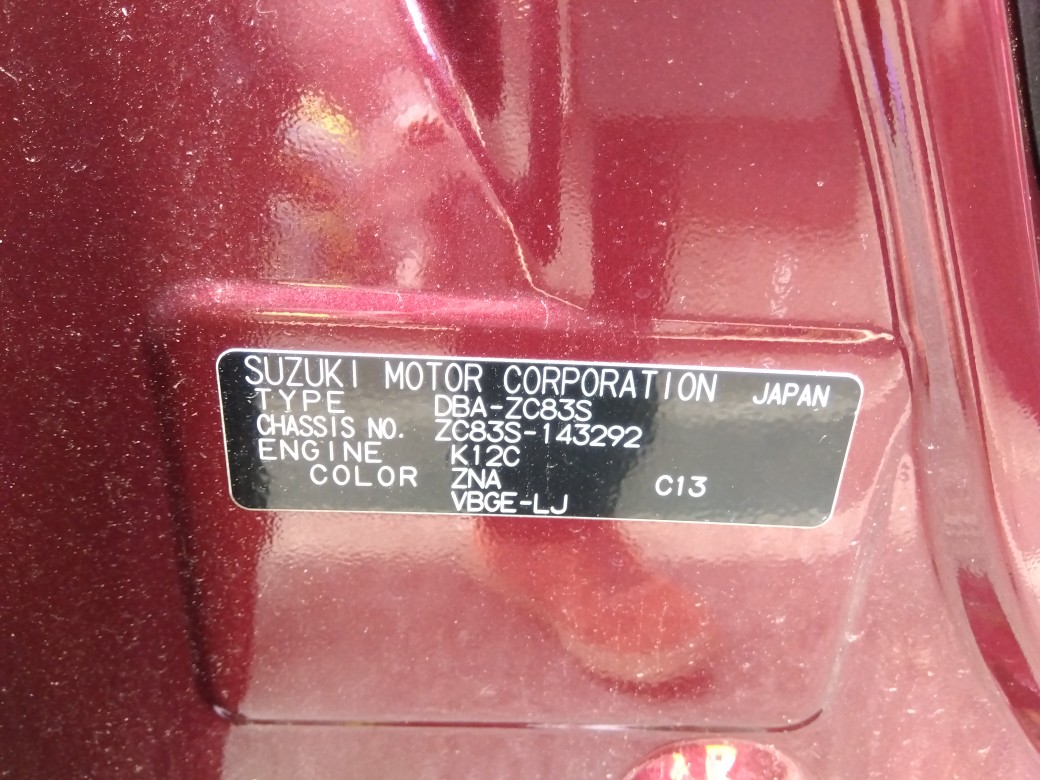 SUZUKI MOTOR CORPORATION JAPAN
TYPE DBA-ZC83S
CHASSIS NO. ZC83S-143292
ENGINE K12C
COLOR ZNA C13
VBGE-LJ